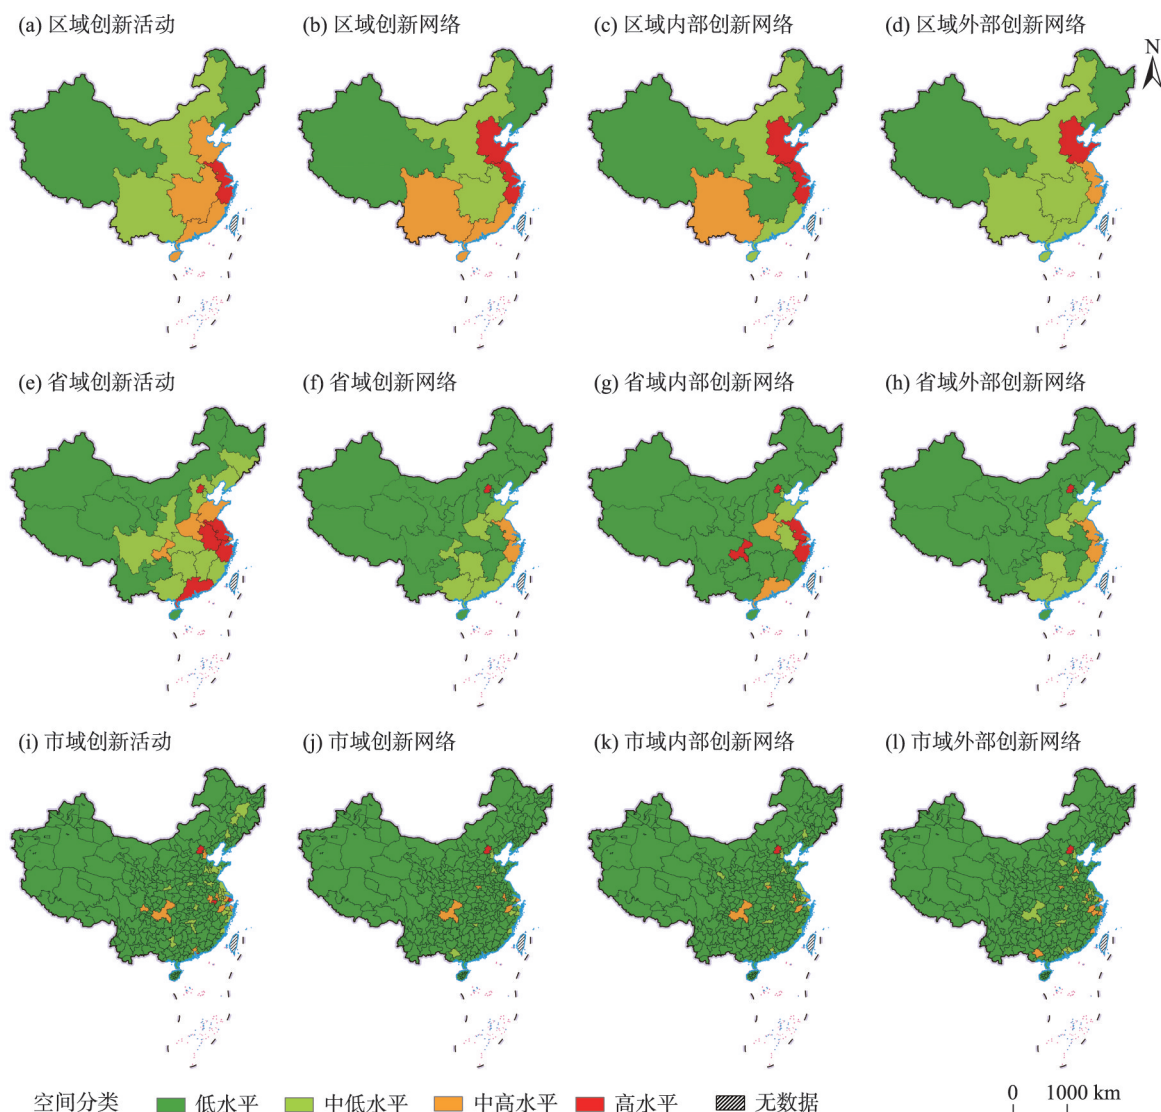 (a) 区域创新活动
(b) 区域创新网络
(c) 区域内部创新网络
(d) 区域外部创新网络
N
(e) 省域创新活动
(f) 省域创新网络
(g) 省域内部创新网络
(h) 省域外部创新网络
(i) 市域创新活动
(j) 市域创新网络
(k) 市域内部创新网络
(l) 市域外部创新网络
空间分类 低水平 中低水平 中高水平 高水平 无数据 0 1000 km